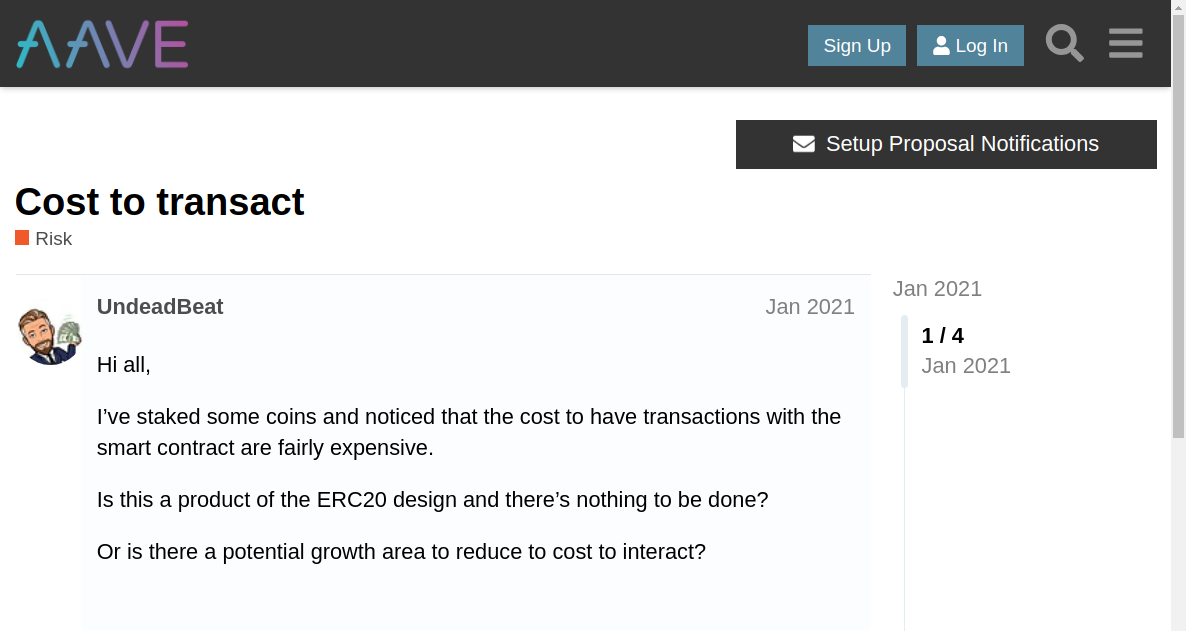 AAVE
Sign Up
Log In
Setup Proposal Notifications
Cost to transact
Risk
UndeadBeat
Jan 2021
Jan 2021
1 / 4
Jan 2021
Hi all,
I’ve staked some coins and noticed that the cost to have transactions with the
smart contract are fairly expensive.
Is this a product of the ERC20 design and there’s nothing to be done?
Or is there a potential growth area to reduce to cost to interact?